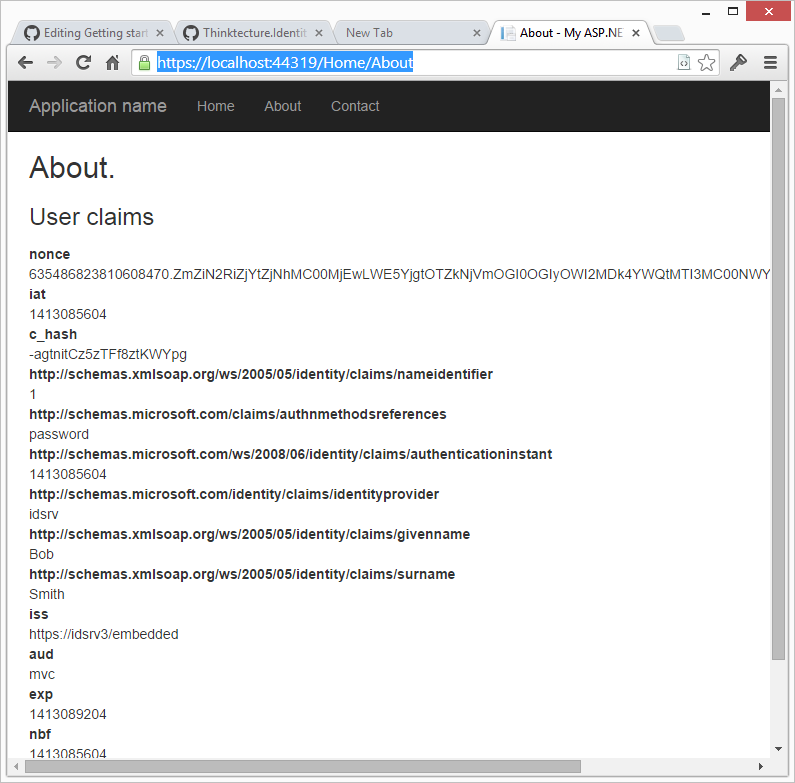 Editing Getting start
Thinktecture.Identit
New Tab
About - My ASP.NE
https://localhost:44319/Home/About
Application name
Home
About
Contact
About.
User claims
nonce
635486823810608470.ZmZiN2RiZjYtZjNhMC00MjEwLWE5YjgtOTZkNjVmOGI0OGIyOWI2MDk4YWQtMTI3MC00NWY
iat
1413085604
c_hash
-agtnitCz5zTFf8ztKWYpg
http://schemas.xmlsoap.org/ws/2005/05/identity/claims/nameidentifier
1
http://schemas.microsoft.com/claims/authnmethodsreferences
password
http://schemas.microsoft.com/ws/2008/06/identity/claims/authenticationinstant
1413085604
http://schemas.microsoft.com/identity/claims/identityprovider
idsrv
http://schemas.xmlsoap.org/ws/2005/05/identity/claims/givenname
Bob
http://schemas.xmlsoap.org/ws/2005/05/identity/claims/surname
Smith
iss
https://idsrv3/embedded
aud
mvc
exp
1413089204
nbf
1413085604